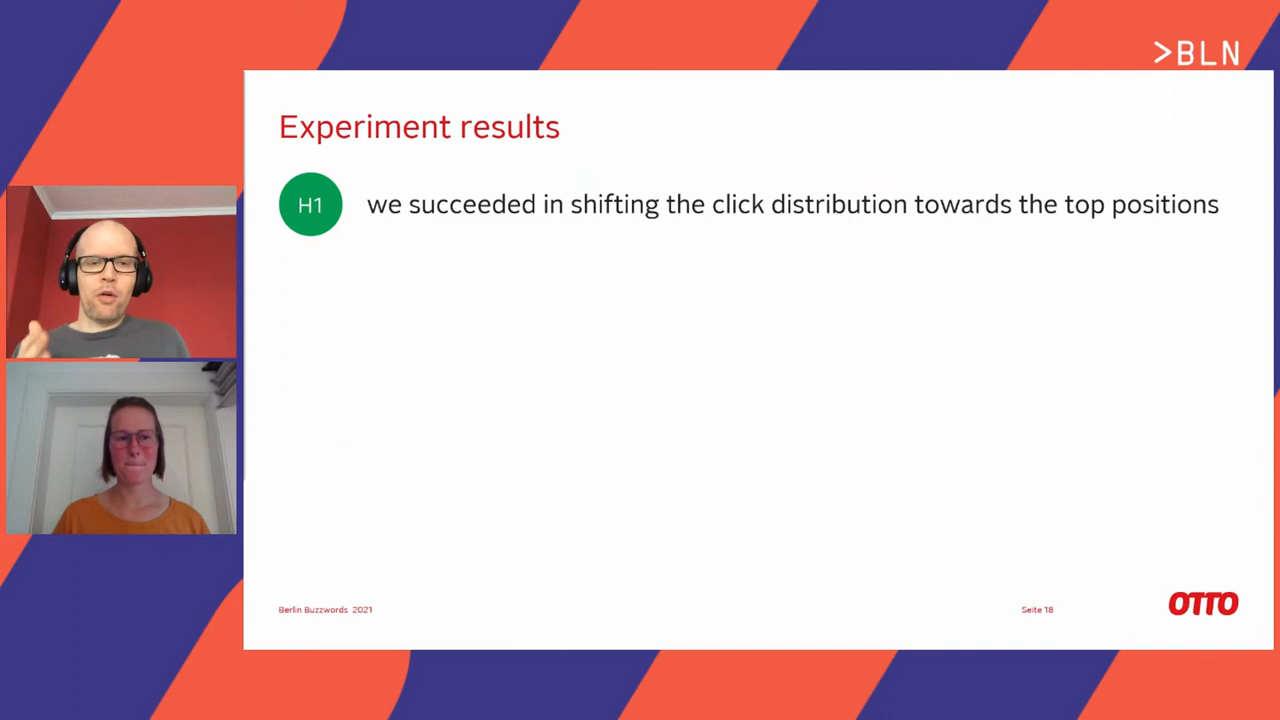 >BLN
Experiment results
H1
we succeeded in shifting the click distribution towards the top positions
Berlin Buzzwords 2021
Seite 18
OTTO